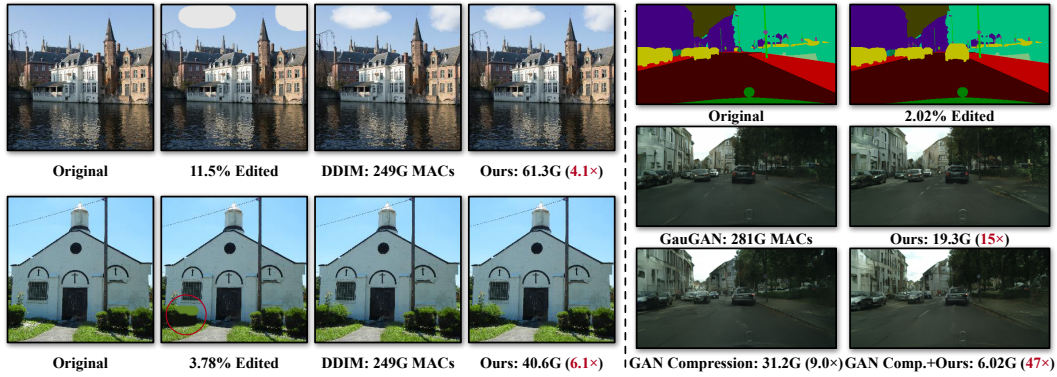 Original
11.5% Edited
DDIM: 249G MACs
Ours: 61.3G (4.1×)
Original
3.78% Edited
DDIM: 249G MACs
Ours: 40.6G (6.1×)
Original
2.02% Edited
GauGAN: 281G MACs
Ours: 19.3G (15×)
GAN Compression: 31.2G (9.0×)
GAN Comp.+Ours: 6.02G (47×)